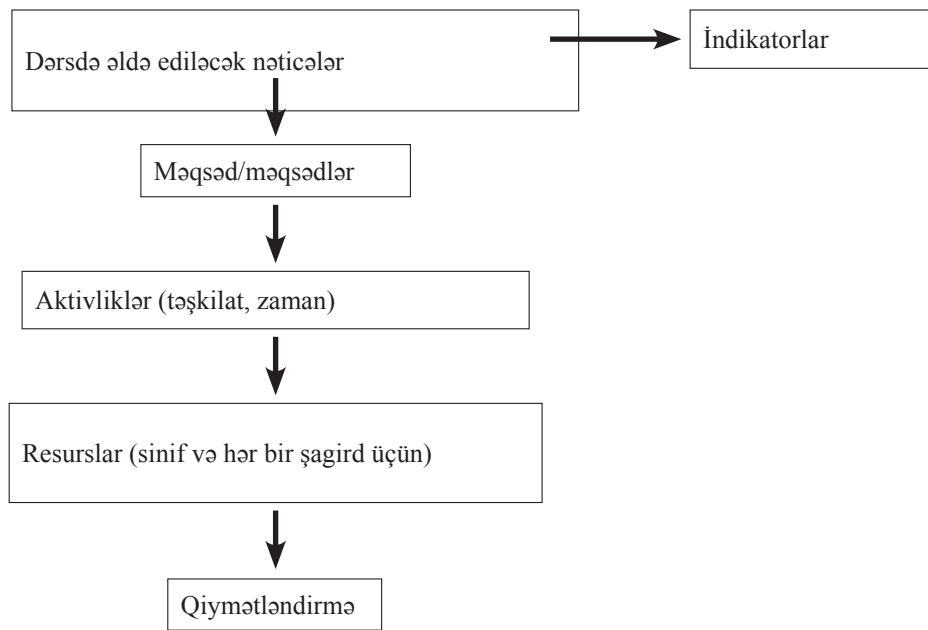 Dərsdə əldə ediləcək nəticələr
İndikatorlar
Məqsəd/məqsədlər
Aktivliklər (təşkilat, zaman)
Resurslar (sinif və hər bir şagird üçün)
Qiymətləndirmə